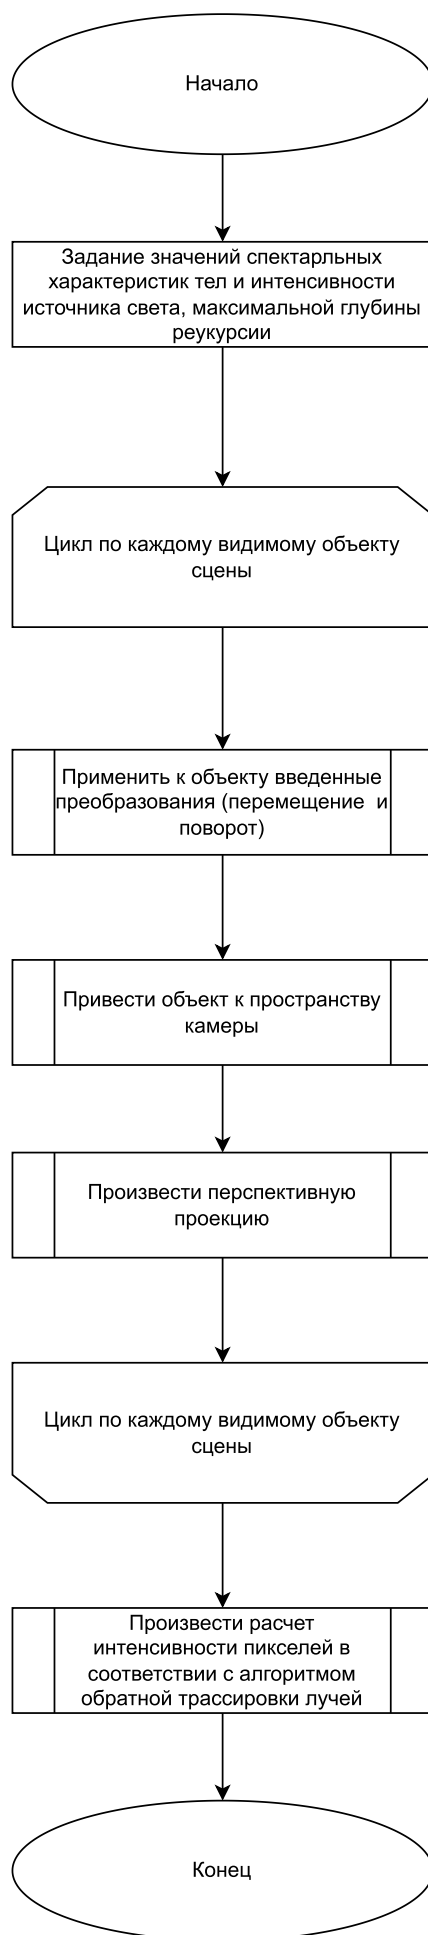 Начало
Задание значений спектарльных
характеристик тел и интенсивности
источника света, максимальной глубины
реукурсии
Цикл по каждому видимому объекту
сцены
Применить к объекту введенные
преобразования (перемещение  и
поворот)
Привести объект к пространству
камеры
Произвести перспективную
проекцию
Цикл по каждому видимому объекту
сцены
Произвести расчет
интенсивности пикселей в
соответствии с алгоритмом
обратной трассировки лучей
Конец